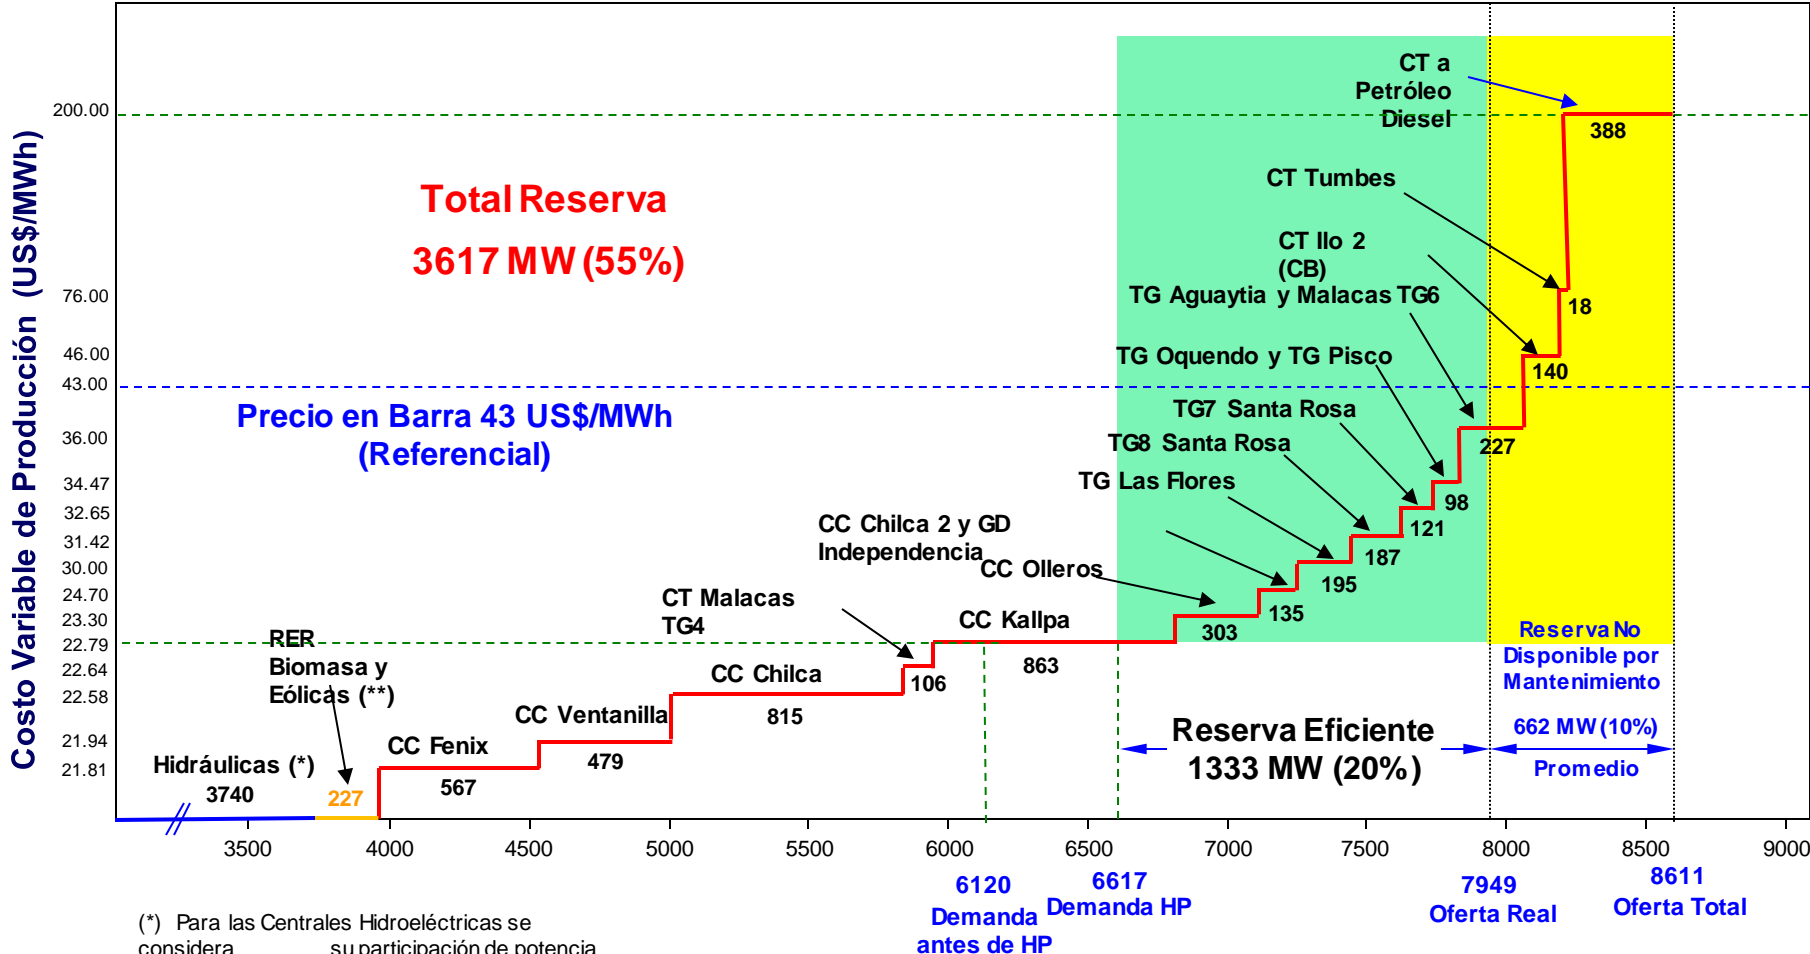 Costo Variable de Producción (US$/MWh)
200.00
76.00
46.00
43.00
36.00
34.47
32.65
31.42
30.00
24.70
23.30
22.79
22.64
22.58
21.94
21.81
Total Reserva
3617 MW (55%)
Precio en Barra 43 US$/MWh
(Referencial)
CT a
Petróleo
Diesel
388
CT Tumbes
18
CT Ilo 2
(CB)
140
TG Aguaytia y Malacas TG6
227
TG Oquendo y TG Pisco
98
TG7 Santa Rosa
121
TG8 Santa Rosa
187
TG Las Flores
195
CC Chilca 2 y GD
Independencia
135
CC Olleros
303
CC Kallpa
863
CT Malacas
TG4
106
CC Chilca
815
CC Ventanilla
479
CC Fenix
567
RER
Biomasa y
Eólicas (**)
227
Hidráulicas (*)
3740
Reserva Eficiente
1333 MW (20%)
Reserva No
Disponible por
Mantenimiento
662 MW (10%)
Promedio
3500
4000
4500
5000
5500
6000
6500
7000
7500
8000
8500
9000
6120
Demanda
antes de HP
6617
Demanda HP
7949
Oferta Real
8611
Oferta Total
(*) Para las Centrales Hidroeléctricas se
considera su participación de potencia